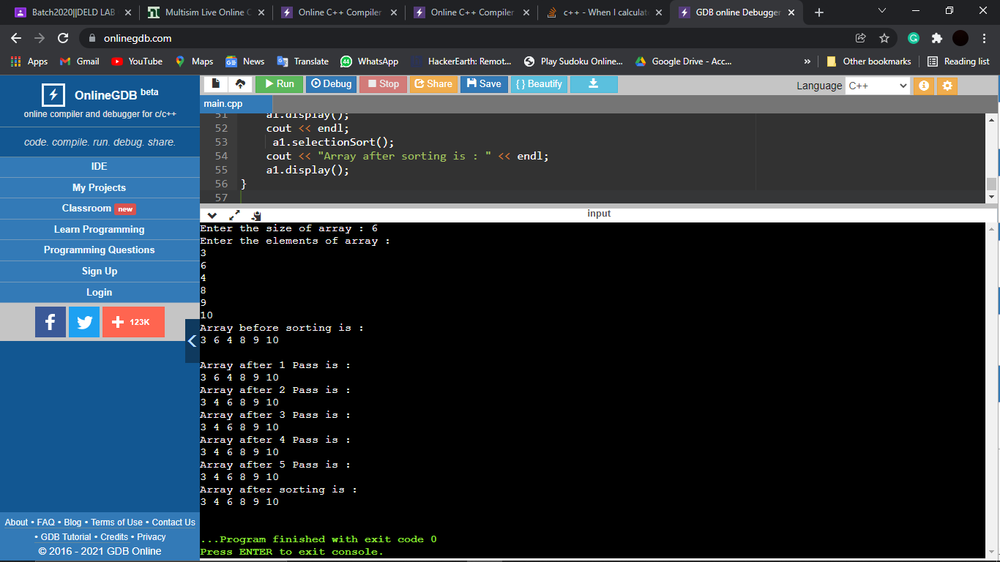 Batch2020||DELD LAB
Multisim Live Online C
Online C++ Compiler
Online C++ Compiler
c++ - When I calculat
GDB online Debugger
onlinegdb.com
Apps
Gmail
YouTube
Maps
News
Translate
WhatsApp
HackerEarth: Remot...
Play Sudoku Online...
Google Drive - Acc...
»
Other bookmarks
Reading list
OnlineGDB beta
online compiler and debugger for c/c++
code. compile. run. debug. share.
IDE
My Projects
Classroom new
Learn Programming
Programming Questions
Sign Up
Login
123K
About • FAQ • Blog • Terms of Use • Contact Us
• GDB Tutorial • Credits • Privacy
© 2016 - 2021 GDB Online
Run
Debug
Stop
Share
Save
{ } Beautify
Language C++
main.cpp
51 a1.display();
52 cout << endl;
53 a1.selectionSort();
54 cout << "Array after sorting is : " << endl;
55 a1.display();
56 }
57
input
Enter the size of array : 6
Enter the elements of array :
3
6
4
8
9
10
Array before sorting is :
3 6 4 8 9 10
Array after 1 Pass is :
3 6 4 8 9 10
Array after 2 Pass is :
3 4 6 8 9 10
Array after 3 Pass is :
3 4 6 8 9 10
Array after 4 Pass is :
3 4 6 8 9 10
Array after 5 Pass is :
3 4 6 8 9 10
Array after sorting is :
3 4 6 8 9 10
...Program finished with exit code 0
Press ENTER to exit console.